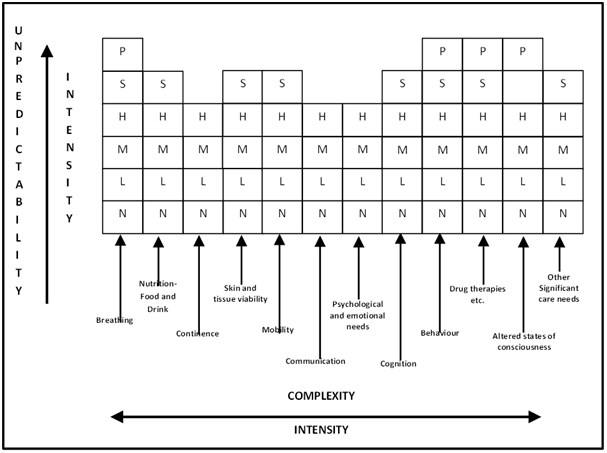 UNPREDICTABILITY
INTENSITY
P P P P
S S S S S S S S
H H H H H H H H H H H H
M M M M M M M M M M M M
L L L L L L L L L L L L
N N N N N N N N N N N N
Breathing
Nutrition-
Food and
Drink
Continence
Skin and
tissue viability
Mobility
Communication
Psychological
and emotional
needs
Cognition
Behaviour
Drug therapies
etc.
Altered states of
consciousness
Other
Significant
care needs
COMPLEXITY
INTENSITY